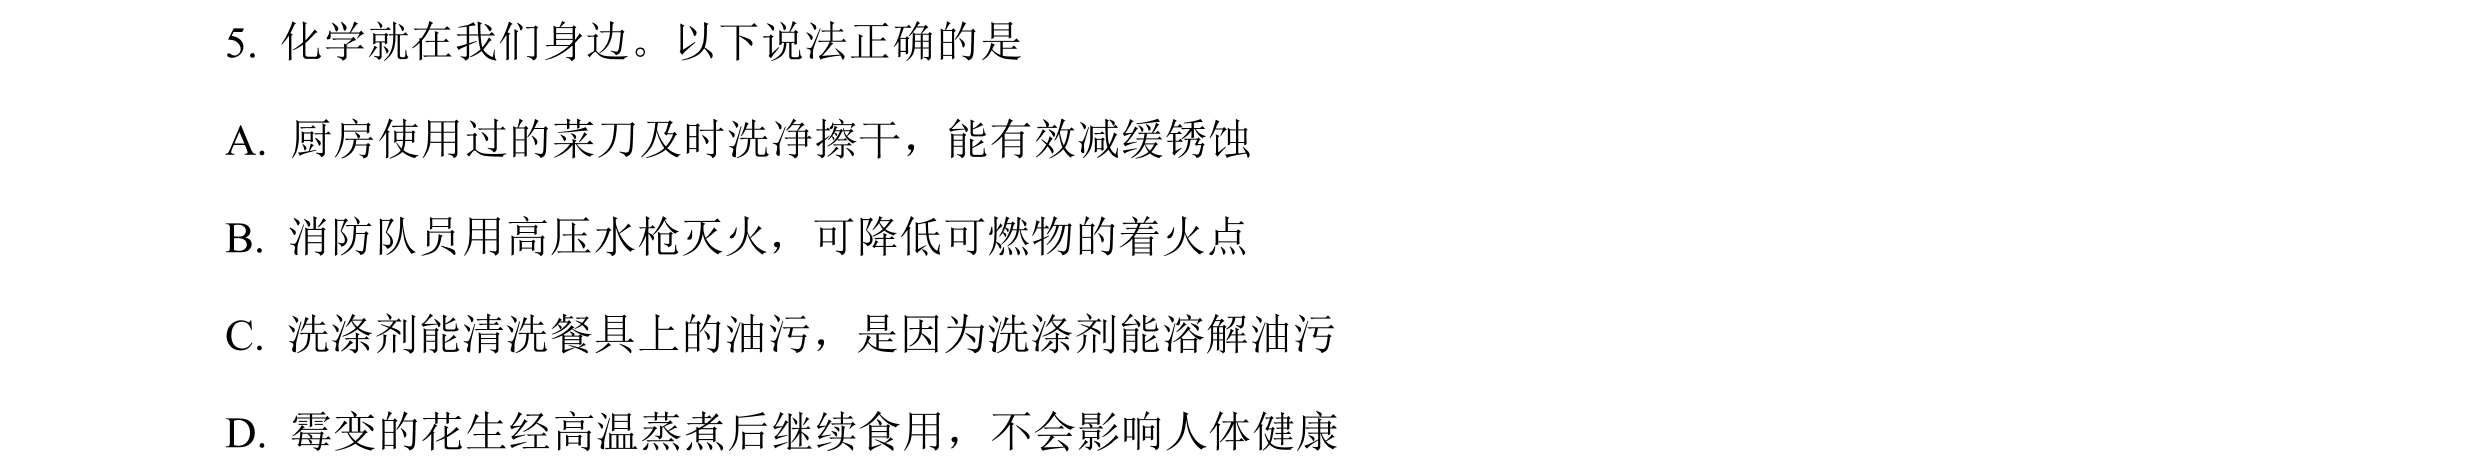 5. 化学就在我们身边。以下说法正确的是
A. 厨房使用过的菜刀及时洗净擦干，能有效减缓锈蚀
B. 消防队员用高压水枪灭火，可降低可燃物的着火点
C. 洗涤剂能清洗餐具上的油污，是因为洗涤剂能溶解油污
D. 霉变的花生经高温蒸煮后继续食用，不会影响人体健康